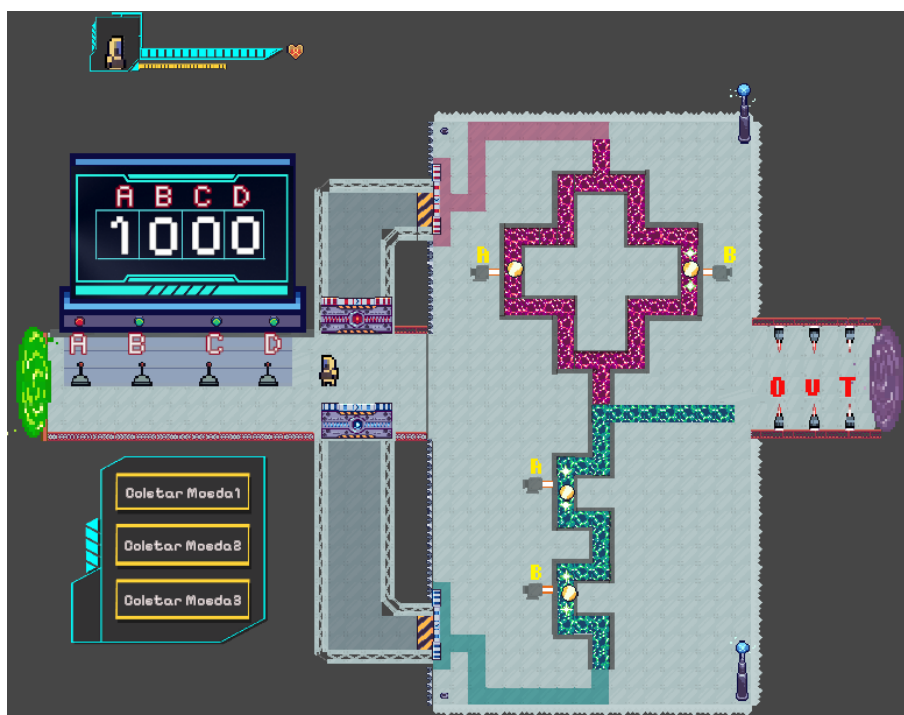 A B C D
1000
A B
A B C D
O U T
A
Coletar Moeda1
Coletar Moeda2
B
Coletar Moeda3